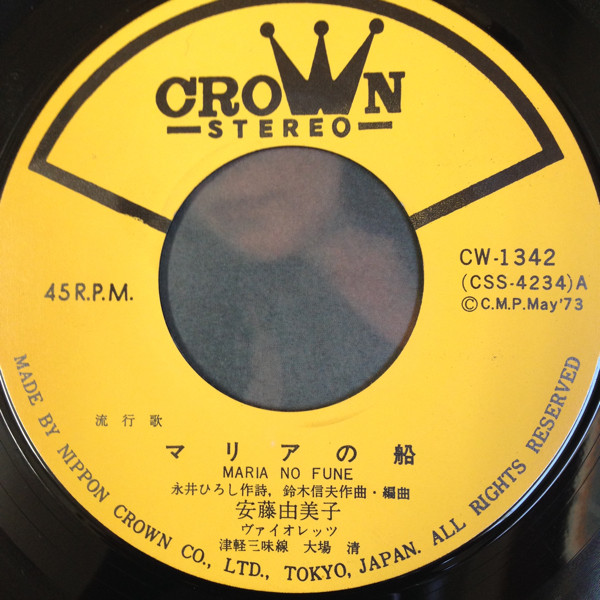 CROWN
STEREO
CW-1342
(CSS-4234)A
45 R.P.M.
©C.M.P.May'73
流行歌
マリアの船
MARIA NO FUNE
永井ひろし作詩, 鈴木信夫作曲・編曲
安藤由美子
ヴァイオレッツ
津軽三味線 大場 清
MADE BY NIPPON CROWN CO., LTD., TOKYO, JAPAN. ALL RIGHTS RESERVED